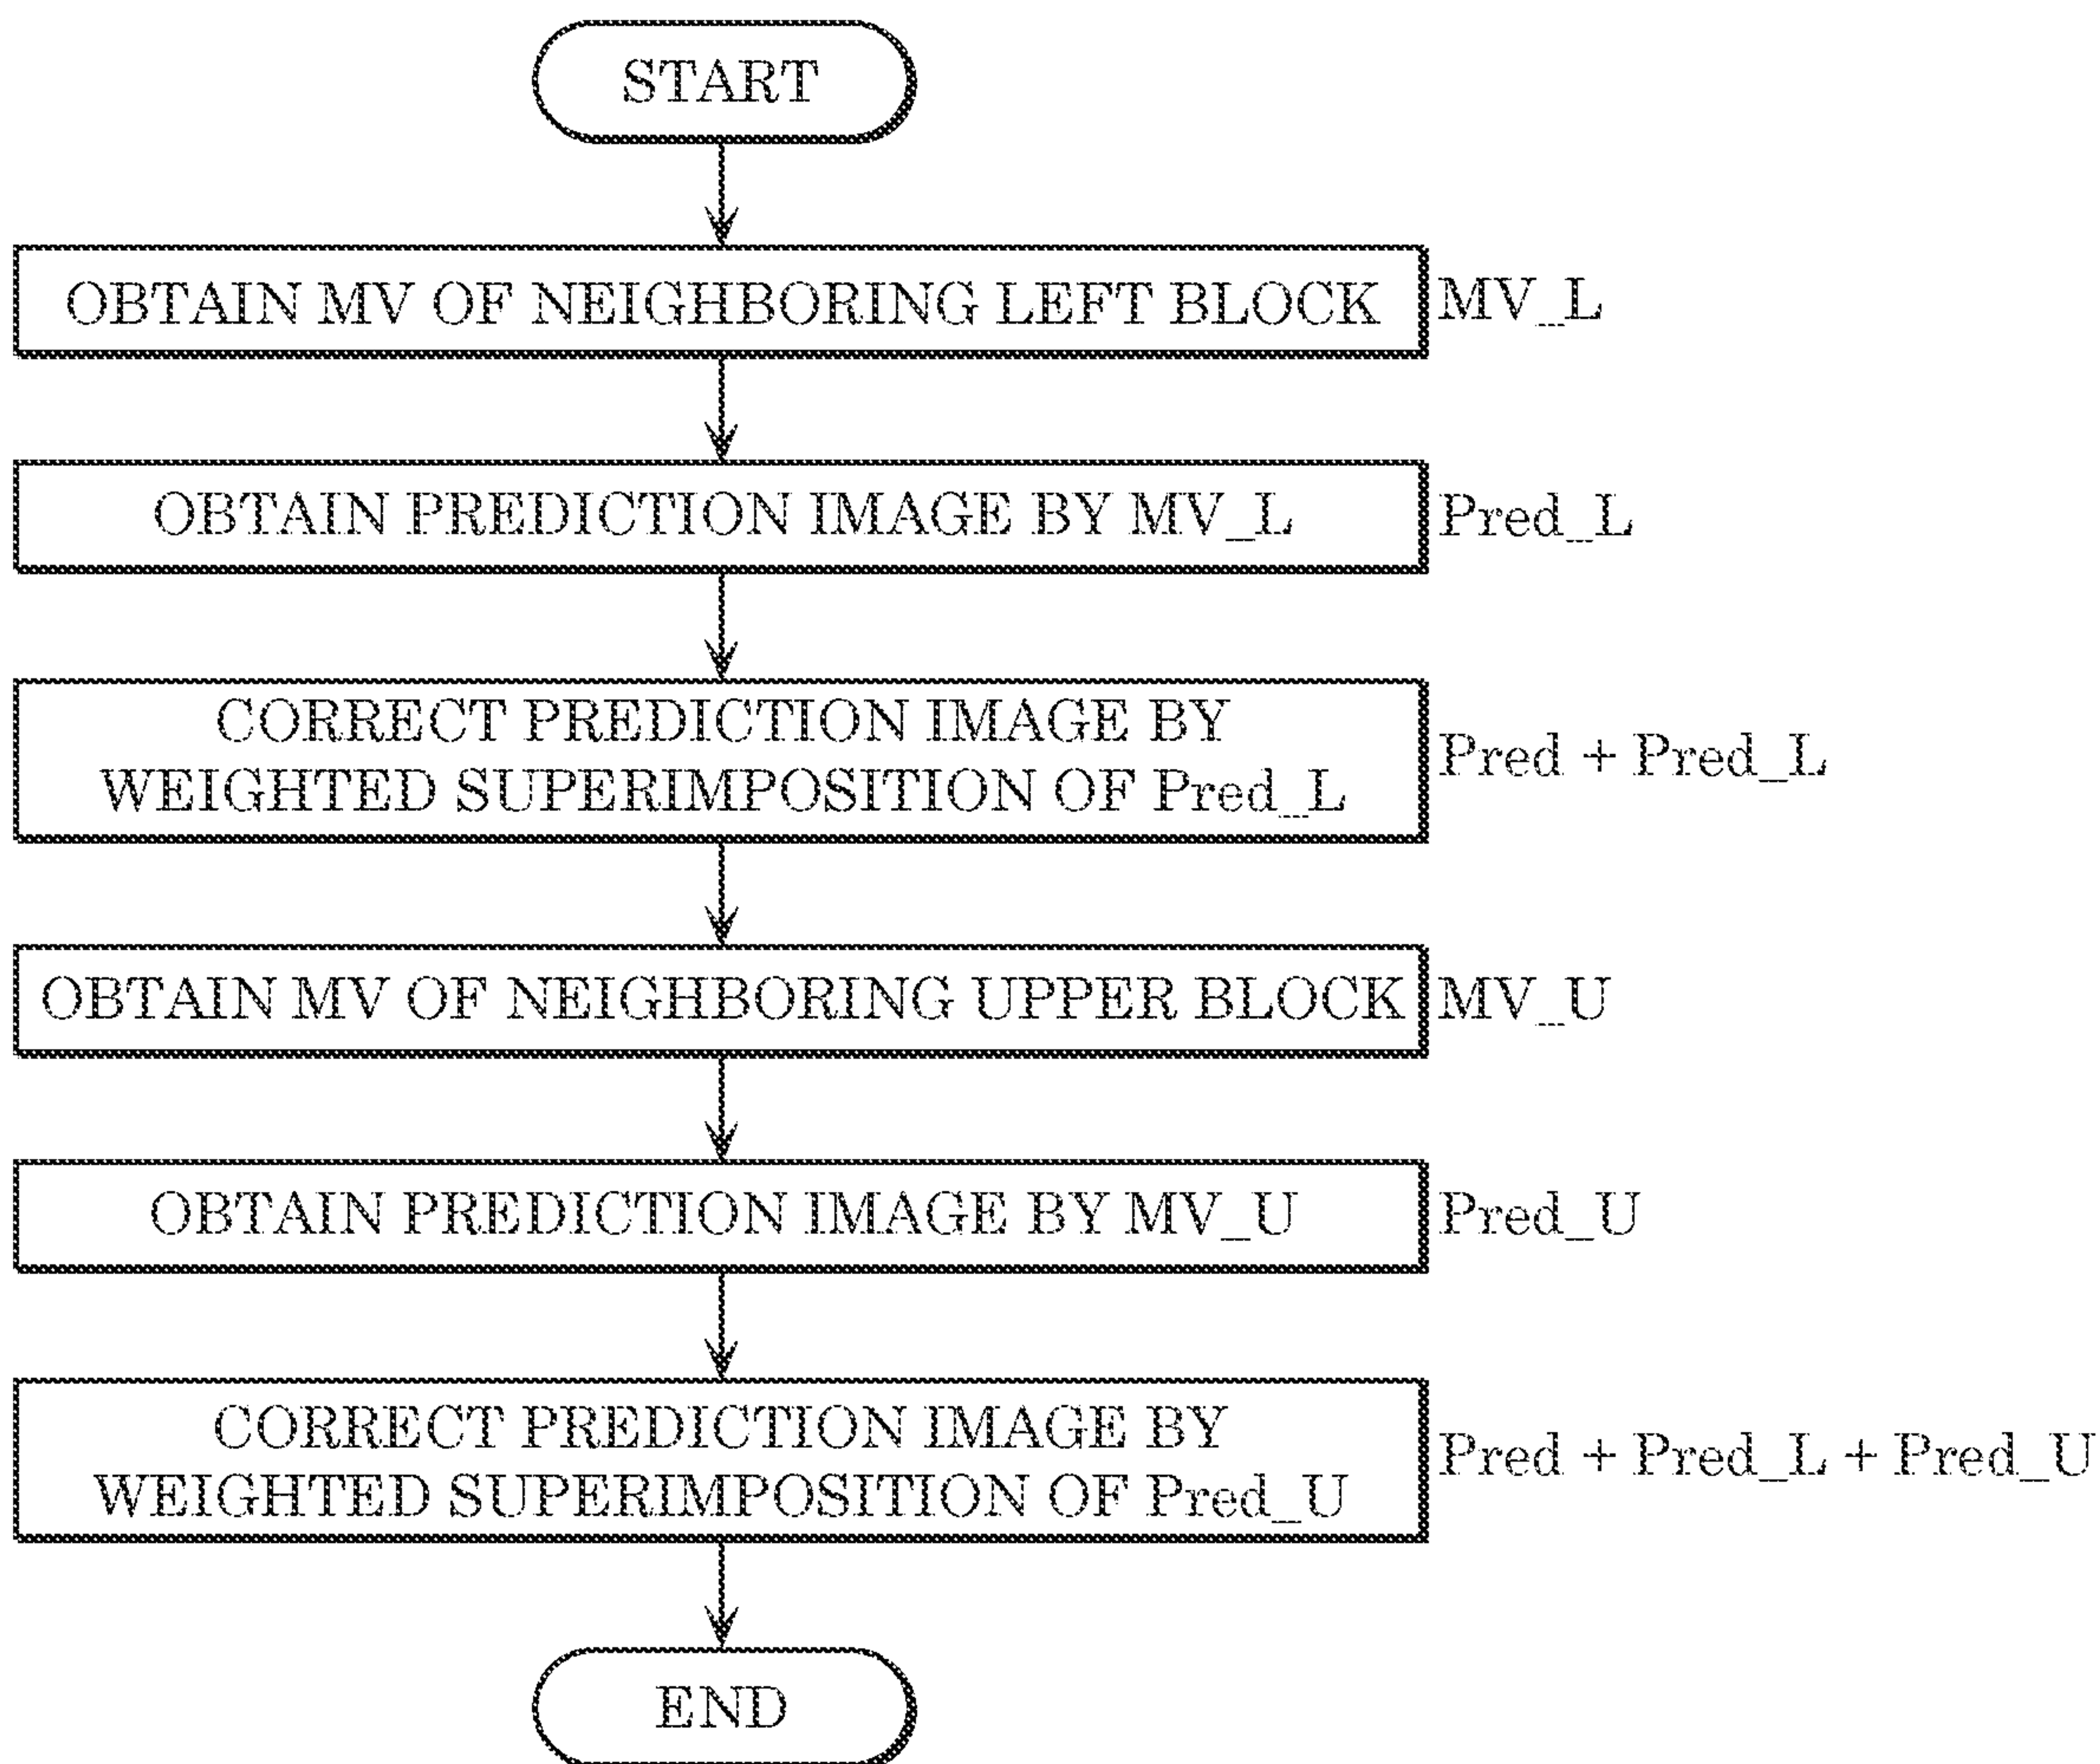 START
OBTAIN MV OF NEIGHBORING LEFT BLOCK
MV_L
OBTAIN PREDICTION IMAGE BY MV_L
Pred_L
CORRECT PREDICTION IMAGE BY
WEIGHTED SUPERIMPOSITION OF Pred_L
Pred + Pred_L
OBTAIN MV OF NEIGHBORING UPPER BLOCK
MV_U
OBTAIN PREDICTION IMAGE BY MV_U
Pred_U
CORRECT PREDICTION IMAGE BY
WEIGHTED SUPERIMPOSITION OF Pred_U
Pred + Pred_L + Pred_U
END